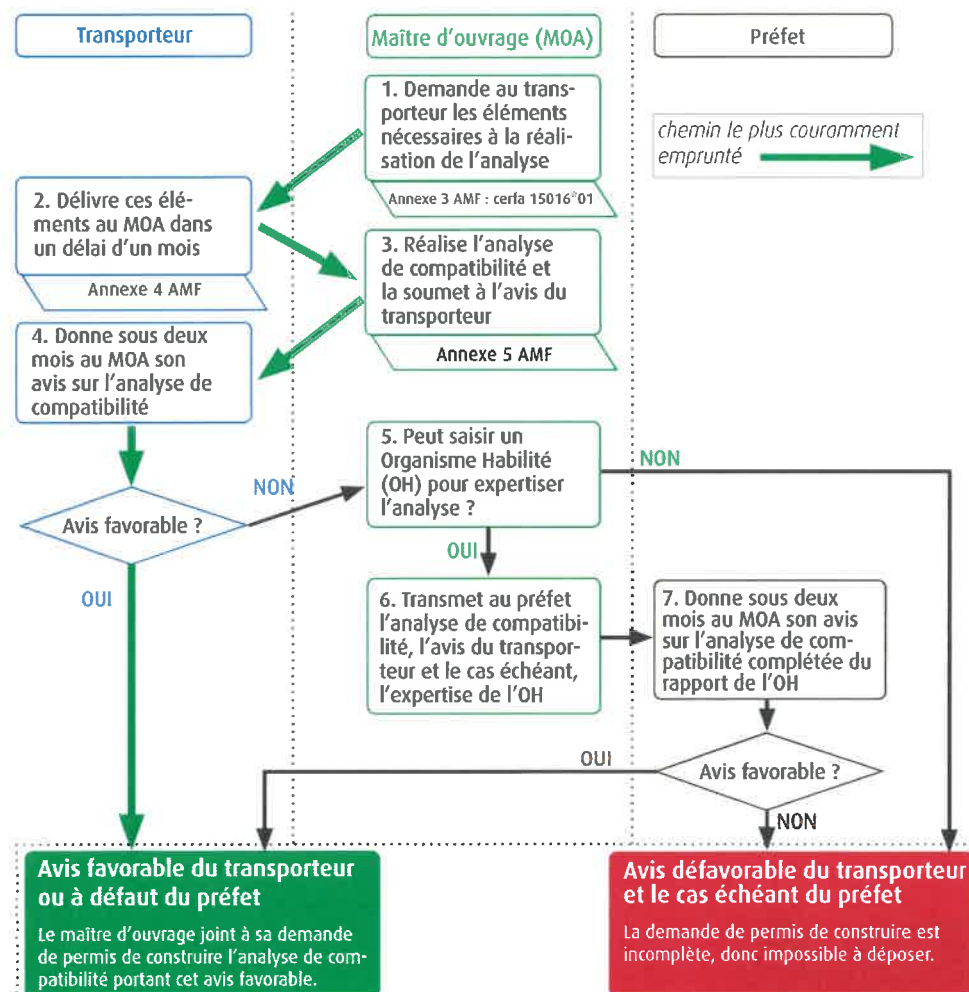 Transporteur
Maître d'ouvrage (MOA)
Préfet
1. Demande au trans-
porteur les éléments
nécessaires à la réali-
sation de l'analyse
Annexe 3 AMF : cerfa 15016*01
chemin le plus couramment
emprunté
2. Délivre ces élé-
ments au MOA dans
un délai d'un mois
Annexe 4 AMF
3. Réalise l'analyse
de compatibilité et
la soumet à l'avis du
transporteur
Annexe 5 AMF
4. Donne sous deux
mois au MOA son
avis sur l'analyse de
compatibilité
Avis favorable ?
NON
OUI
5. Peut saisir un
Organisme Habilité
(OH) pour expertiser
l'analyse ?
NON
OUI
6. Transmet au préfet
l'analyse de compatibi-
lité, l'avis du transpor-
teur et le cas échéant,
l'expertise de l'OH
7. Donne sous deux
mois au MOA son avis
sur l'analyse de com-
patibilité complétée du
rapport de l'OH
Avis favorable ?
OUI
NON
Avis favorable du transporteur
ou à défaut du préfet
Le maître d'ouvrage joint à sa demande
de permis de construire l'analyse de com-
patibilité portant cet avis favorable.
Avis défavorable du transporteur
et le cas échéant du préfet
La demande de permis de construire est
incomplète, donc impossible à déposer.